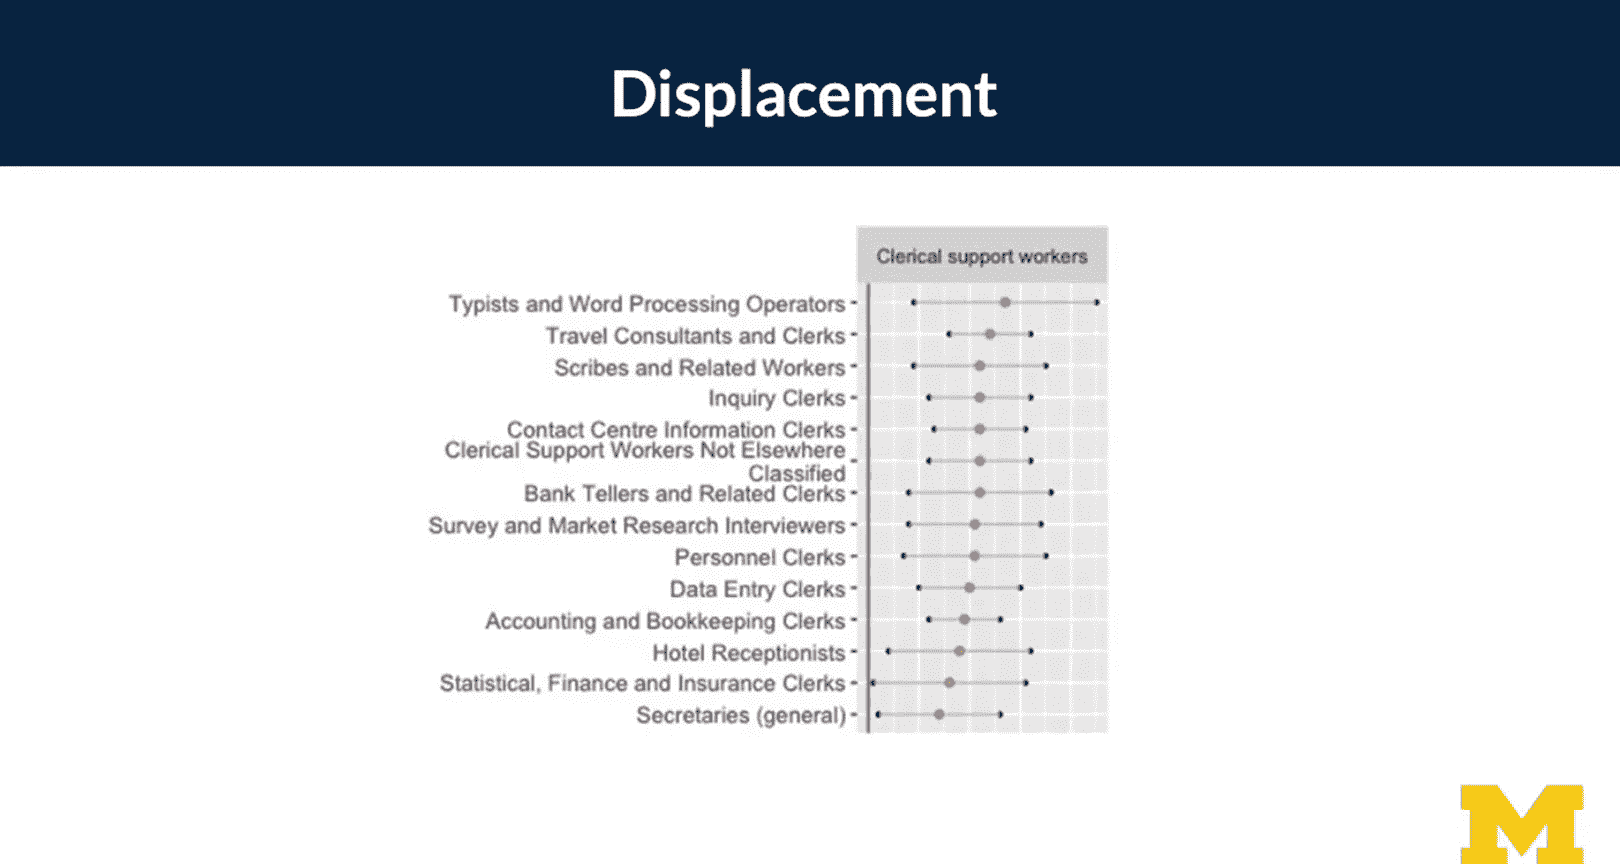 Displacement
Clerical support workers
Typists and Word Processing Operators
Travel Consultants and Clerks
Scribes and Related Workers
Inquiry Clerks
Contact Centre Information Clerks
Clerical Support Workers Not Elsewhere
Classified
Bank Tellers and Related Clerks
Survey and Market Research Interviewers
Personnel Clerks
Data Entry Clerks
Accounting and Bookkeeping Clerks
Hotel Receptionists
Statistical, Finance and Insurance Clerks
Secretaries (general)
M